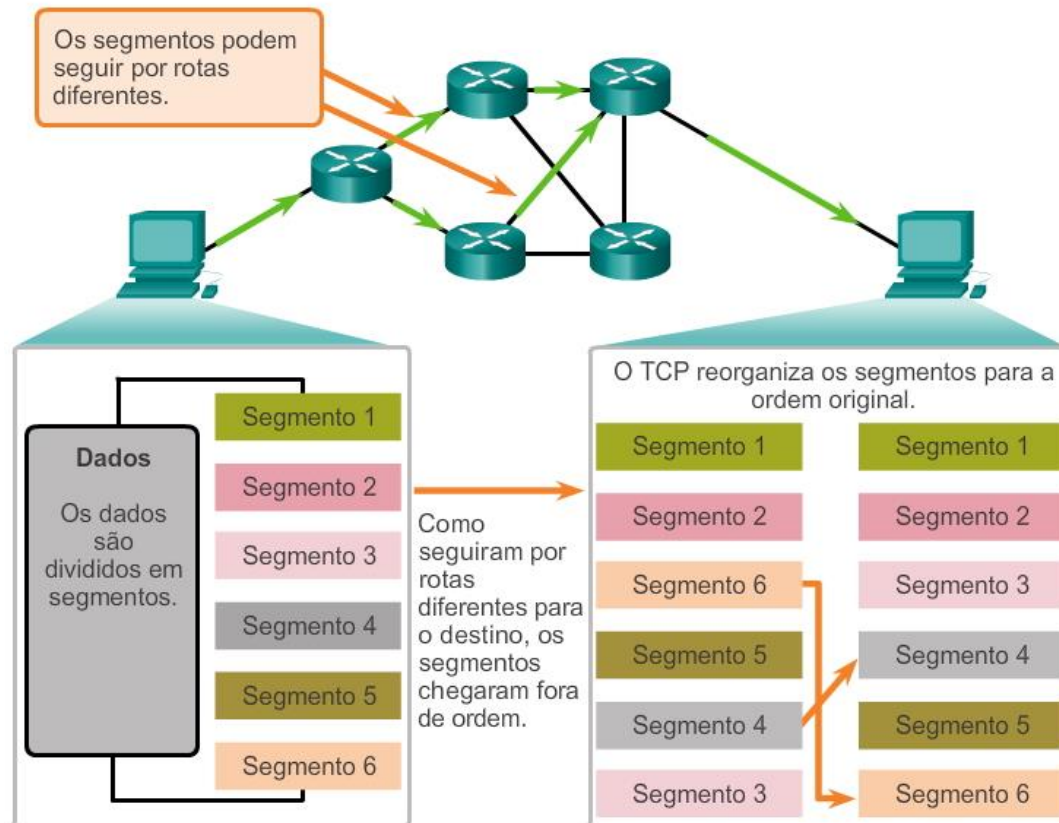 Os segmentos podem
seguir por rotas
diferentes.
Dados
Os dados
são
divididos em
segmentos.
Segmento 1
Segmento 2
Segmento 3
Segmento 4
Segmento 5
Segmento 6
Como
seguiram por
rotas
diferentes para
o destino, os
segmentos
chegaram fora
de ordem.
O TCP reorganiza os segmentos para a
ordem original.
Segmento 1
Segmento 2
Segmento 6
Segmento 5
Segmento 4
Segmento 3
Segmento 1
Segmento 2
Segmento 3
Segmento 4
Segmento 5
Segmento 6